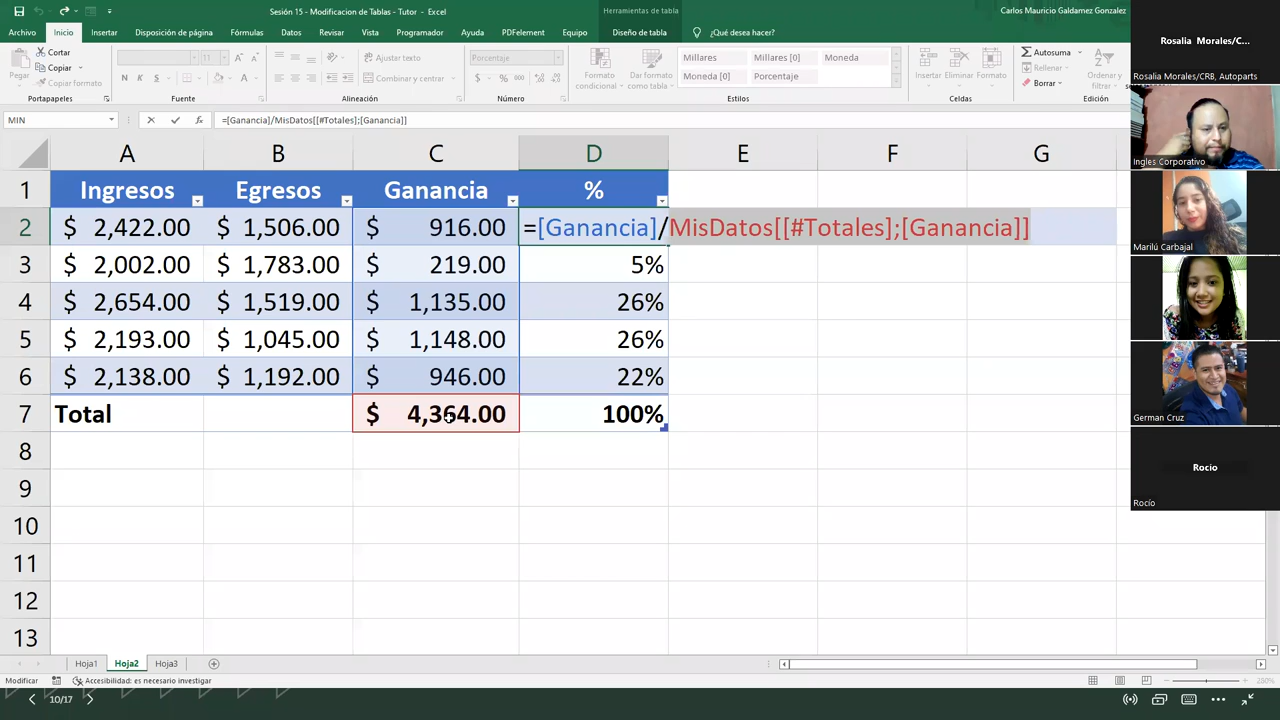 Sesión 15 - Modificacion de Tablas - Tutor - Excel
Herramientas de tabla
Carlos Mauricio Galdamez Gonzalez
Archivo Inicio Insertar Disposición de página Fórmulas Datos Revisar Vista Programador Ayuda PDFelement Equipo Diseño de tabla ¿Qué desea hacer?
Pegar
Cortar
Copiar
Copiar formato
Portapapeles
11
N K S
Fuente
Ajustar texto
Combinar y centrar
Alineación
$ % 000
Número
Formato condicional
Dar formato como tabla
Millares Millares [0] Moneda
Moneda [0] Porcentaje
Estilos
Insertar Eliminar Formato
Celdas
Autosuma
Rellenar
Borrar
Ordenar y filtrar
Edición
MIN
fx
=[Ganancia]/MisDatos[[#Totales];[Ganancia]]
A B C D E F G
1 Ingresos Egresos Ganancia %
2 $ 2,422.00 $ 1,506.00 $ 916.00 =[Ganancia]/MisDatos[[#Totales];[Ganancia]]
3 $ 2,002.00 $ 1,783.00 $ 219.00 5%
4 $ 2,654.00 $ 1,519.00 $ 1,135.00 26%
5 $ 2,193.00 $ 1,045.00 $ 1,148.00 26%
6 $ 2,138.00 $ 1,192.00 $ 946.00 22%
7 Total $ 4,364.00 100%
8
9
10
11
12
13
Hoja1 Hoja2 Hoja3
Modificar
Accesibilidad: es necesario investigar
280%
10/17
Rosalia Morales/C...
Rosalia Morales/CRB, Autoparts
Ingles Corporativo
Marilú Carbajal
German Cruz
Rocio
Rocío